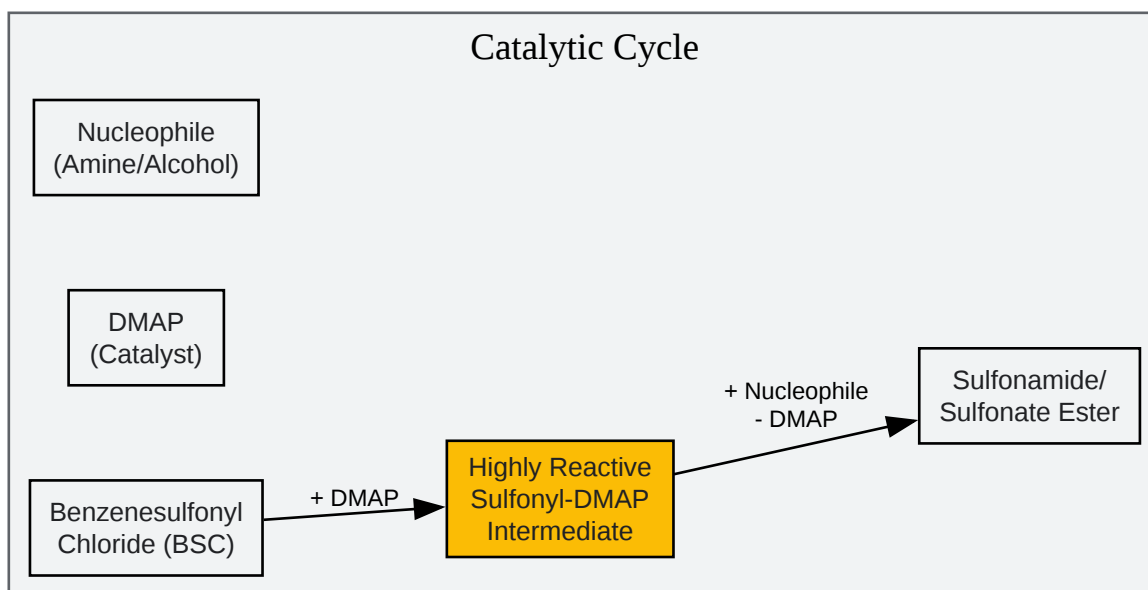 Catalytic Cycle
Nucleophile
(Amine/Alcohol)
DMAP
(Catalyst)
Benzenesulfonyl
Chloride (BSC)
+ DMAP
Highly Reactive
Sulfonyl-DMAP
Intermediate
+ Nucleophile
- DMAP
Sulfonamide/
Sulfonate Ester